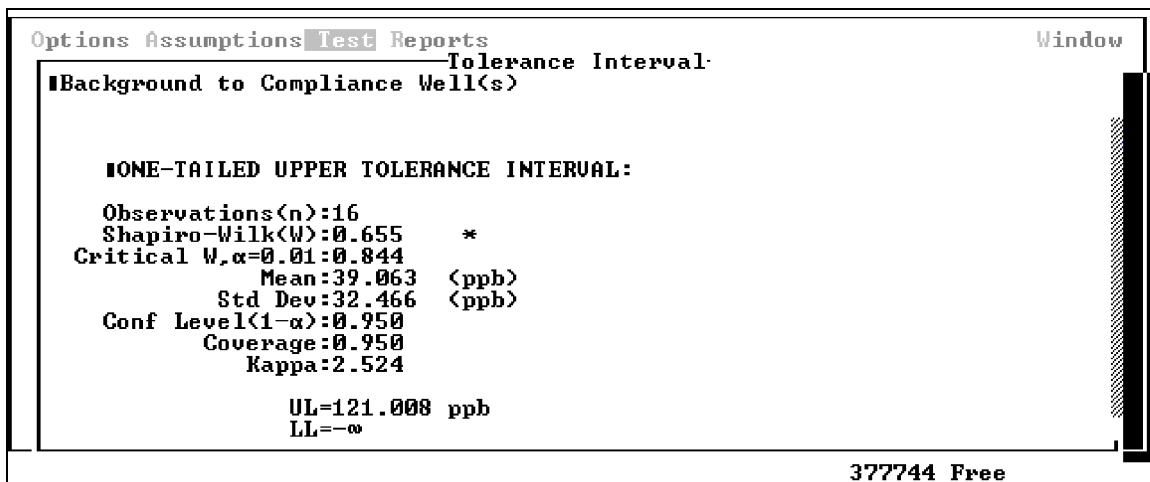 Options Assumptions Test Reports Window
Tolerance Interval
Background to Compliance Well(s)
ONE-TAILED UPPER TOLERANCE INTERVAL:
Observations(n):16
Shapiro-Wilk(W):0.655 *
Critical W,α=0.01:0.844
Mean:39.063 (ppb)
Std Dev:32.466 (ppb)
Conf Level(1-α):0.950
Coverage:0.950
Kappa:2.524
UL=121.008 ppb
LL=-∞
377744 Free